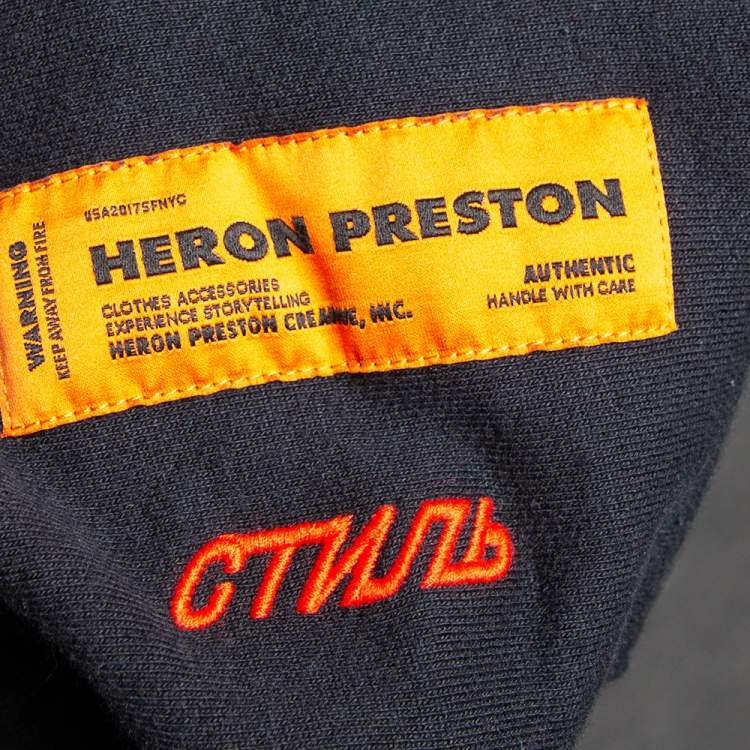 USA2017SFNYC
HERON PRESTON
WARNING
KEEP AWAY FROM FIRE
CLOTHES ACCESSORIES
EXPERIENCE STORYTELLING
HERON PRESTON CREATIVE, INC.
AUTHENTIC
HANDLE WITH CARE
СТИЛЬ